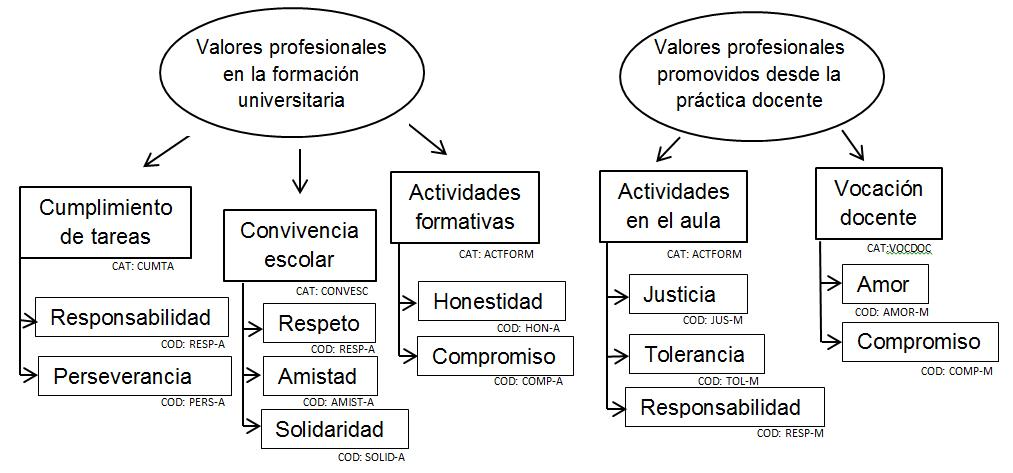 Valores profesionales
en la formación
universitaria
Cumplimiento
de tareas
CAT: CUMTA
Responsabilidad
COD: RESP-A
Perseverancia
COD: PERS-A
Convivencia
escolar
CAT: CONVESC
Respeto
COD: RESP-A
Amistad
COD: AMIST-A
Solidaridad
COD: SOLID-A
Actividades
formativas
CAT: ACTFORM
Honestidad
COD: HON-A
Compromiso
COD: COMP-A
Valores profesionales
promovidos desde la
práctica docente
Actividades
en el aula
CAT: ACTFORM
Justicia
COD: JUS-M
Tolerancia
COD: TOL-M
Responsabilidad
COD: RESP-M
Vocación
docente
CAT:VOCDOC
Amor
COD: AMOR-M
Compromiso
COD: COMP-M